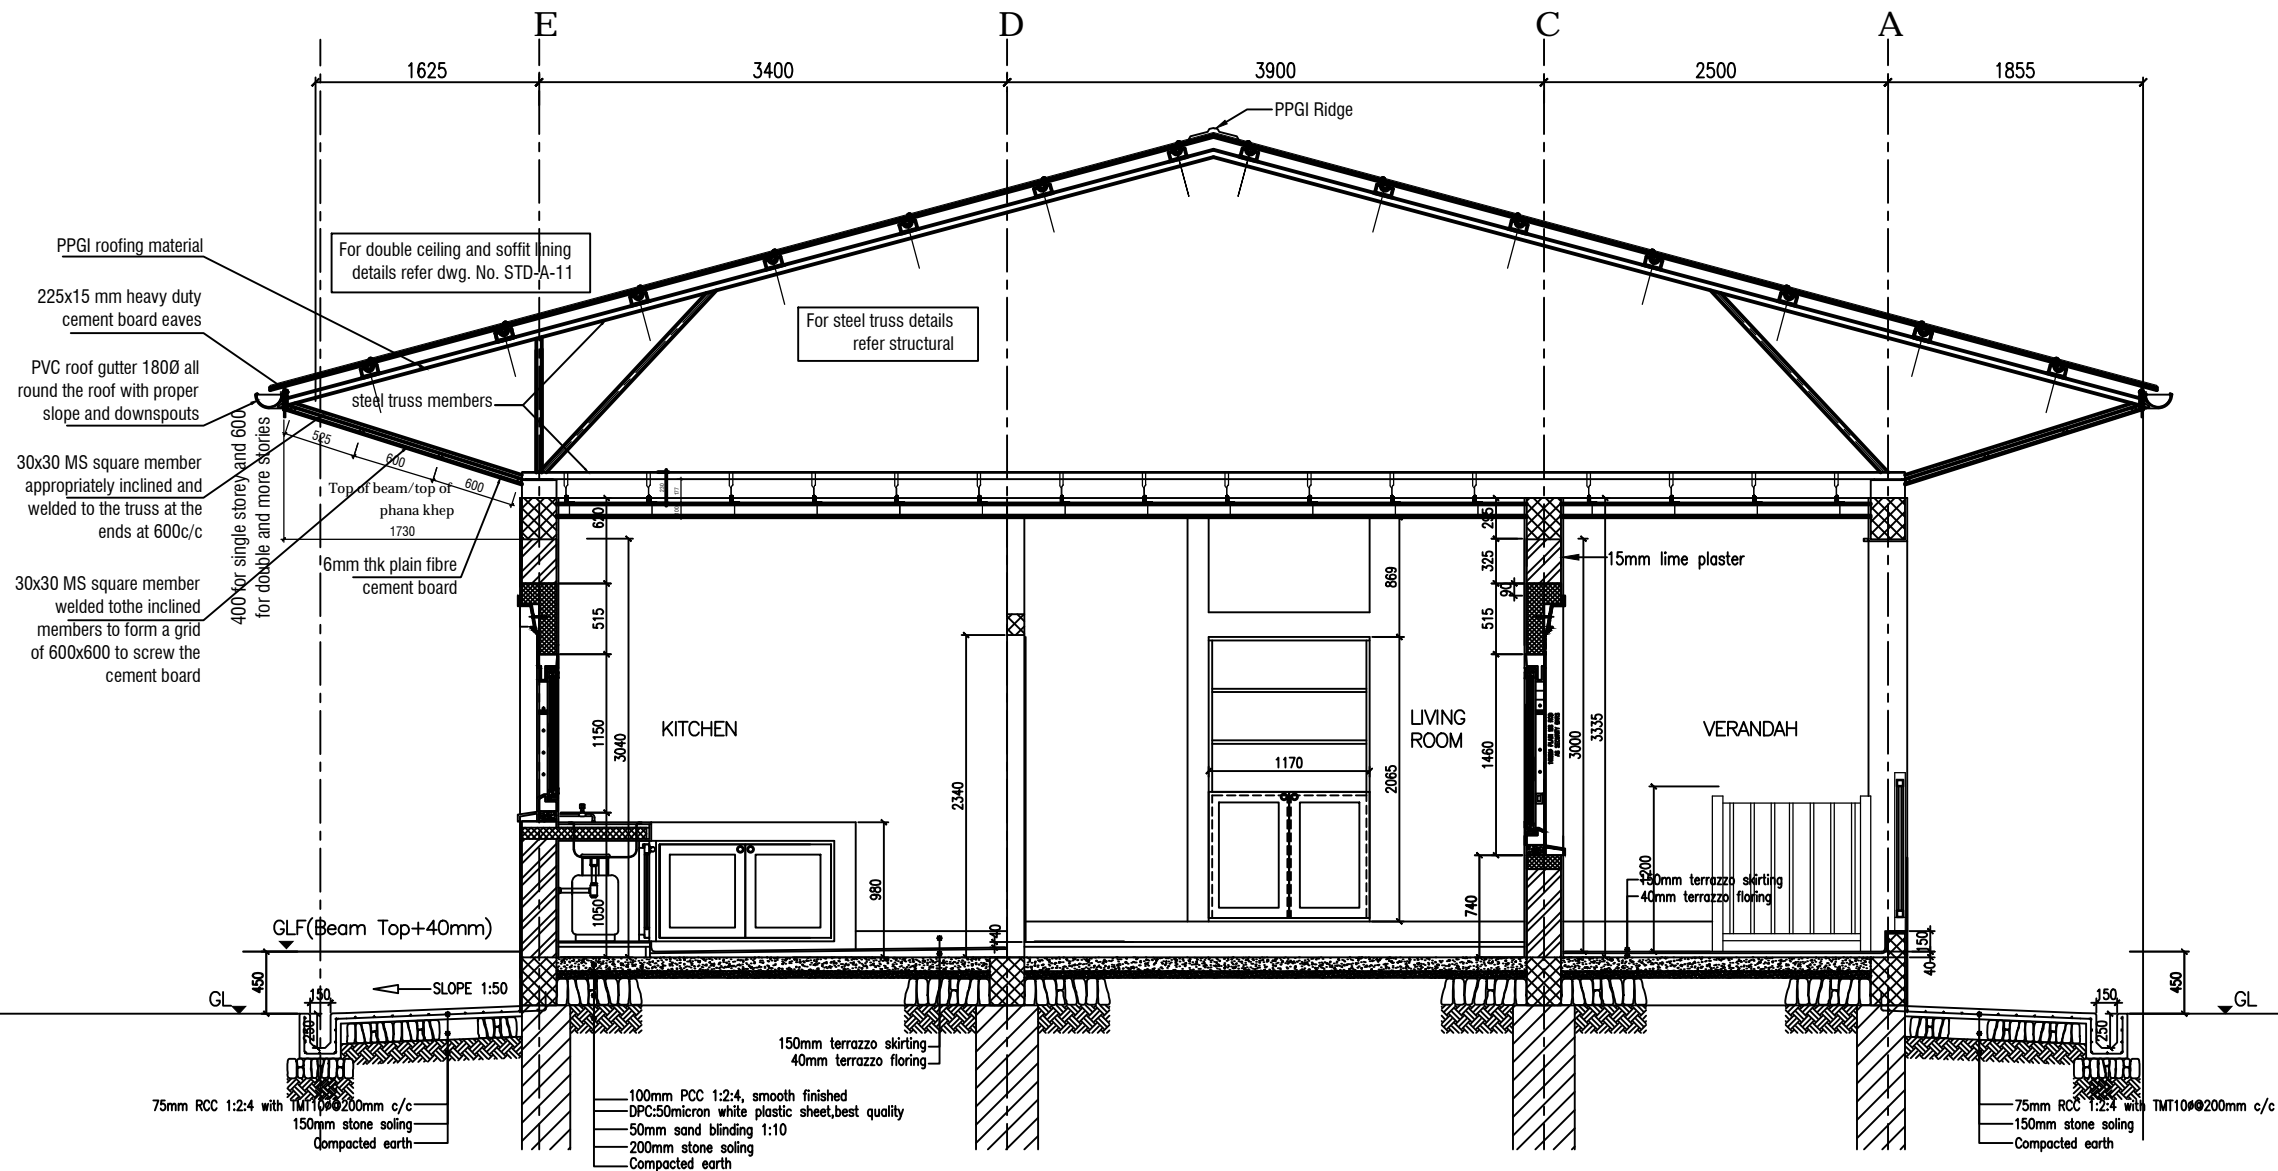 E
D
C
A
1625
3400
3900
2500
1855
PPGI Ridge
PPGI roofing material
225x15 mm heavy duty
cement board eaves
PVC roof gutter 180Ø all
round the roof with proper
slope and downspouts
30x30 MS square member
appropriately inclined and
welded to the truss at the
ends at 600c/c
30x30 MS square member
welded tothe inclined
members to form a grid
of 600x600 to screw the
cement board
400 for single storey and 600
for double and more stories
For double ceiling and soffit lining
details refer dwg. No. STD-A-11
For steel truss details
refer structural
steel truss members
525
600
600
Top of beam/top of
phana khep
1730
6mm thk plain fibre
cement board
620
515
1150
3040
1050
KITCHEN
980
2340
40
1170
869
2065
LIVING
ROOM
295
325
90
515
1460
740
15mm lime plaster
3000
3335
VERANDAH
1200
150mm terrazzo skirting
40mm terrazzo floring
150
40
450
GL
150
250
GLF(Beam Top+40mm)
450
GL
150
250
SLOPE 1:50
150mm terrazzo skirting
40mm terrazzo floring
75mm RCC 1:2:4 with TMT10ø@200mm c/c
150mm stone soling
Compacted earth
100mm PCC 1:2:4, smooth finished
DPC:50micron white plastic sheet,best quality
50mm sand blinding 1:10
200mm stone soling
Compacted earth
75mm RCC 1:2:4 with TMT10ø@200mm c/c
150mm stone soling
Compacted earth